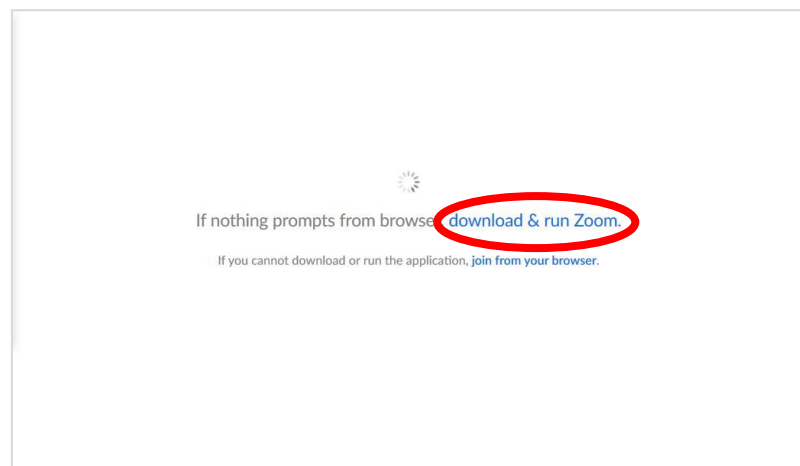 If nothing prompts from browse download & run Zoom.
If you cannot download or run the application, join from your browser.